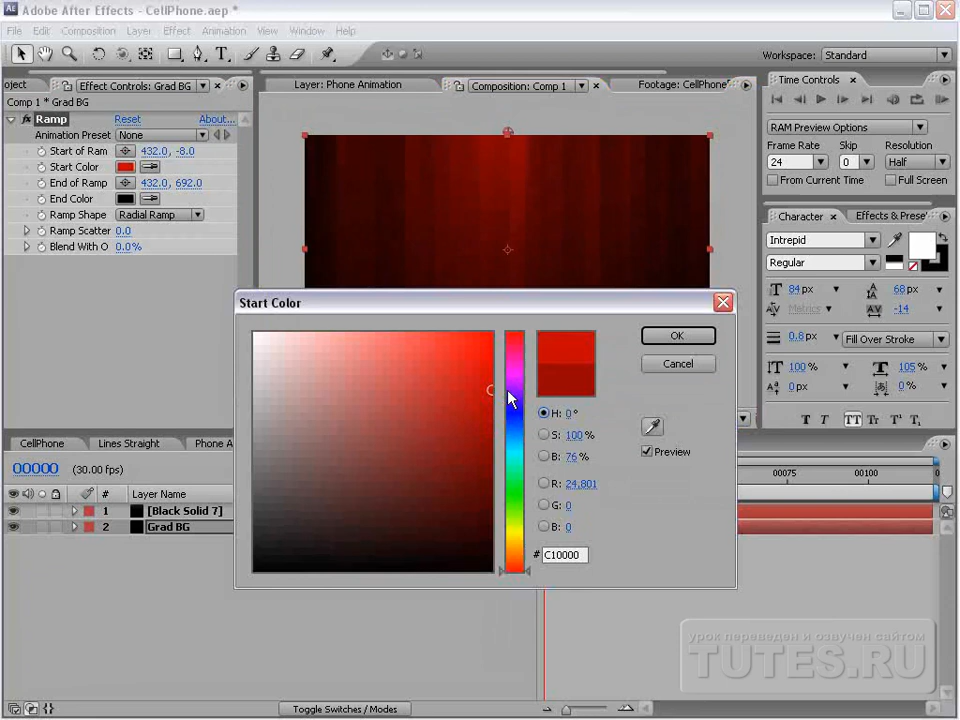 Adobe After Effects - CellPhone.aep *
File Edit Composition Layer Effect Animation View Window Help
Workspace: Standard
oject Effect Controls: Grad BG
Layer: Phone Animation Composition: Comp 1 Footage: CellPhone
Time Controls
Comp 1 * Grad BG
Ramp Reset About...
Animation Preset None
Start of Ram 432.0, -8.0
Start Color
End of Ramp 432.0, 692.0
End Color
Ramp Shape Radial Ramp
Ramp Scatter 0.0
Blend With O 0.0%
RAM Preview Options
Frame Rate Skip Resolution
24 0 Half
From Current Time Full Screen
Character Effects & Prese
Intrepid
Regular
84 px 68 px
Metrics -14
0.8 px Fill Over Stroke
100 % 105 %
0 px 0 %
T T TT Tr T¹ T₁
Start Color
OK
Cancel
H: 0 °
S: 100 %
B: 76 %
Preview
R: 24,801
G: 0
B: 0
# C10000
CellPhone Lines Straight Phone A
00000 (30.00 fps)
00075 00100 0
# Layer Name
1 [Black Solid 7]
2 Grad BG
Toggle Switches / Modes
урок переведен и озвучен сайтом
TUTES.RU